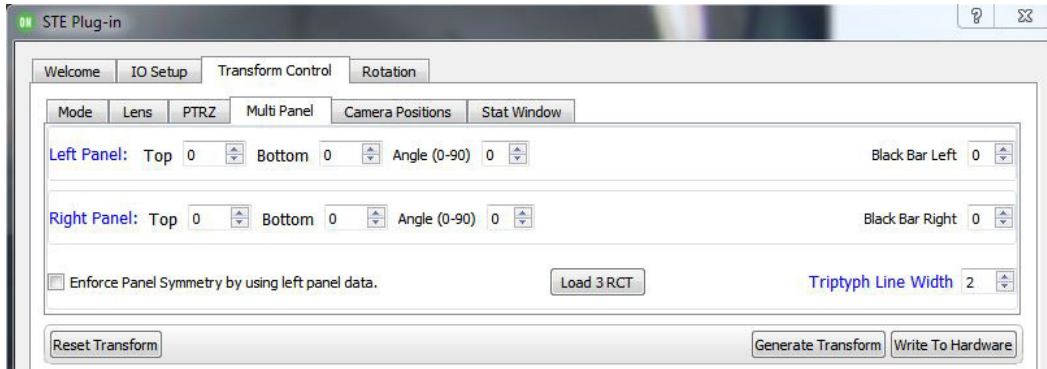 ON STE Plug-in
Welcome IO Setup Transform Control Rotation
Mode Lens PTRZ Multi Panel Camera Positions Stat Window
Left Panel: Top 0 Bottom 0 Angle (0-90) 0 Black Bar Left 0
Right Panel: Top 0 Bottom 0 Angle (0-90) 0 Black Bar Right 0
Enforce Panel Symmetry by using left panel data. Load 3 RCT Triptyph Line Width 2
Reset Transform Generate Transform Write To Hardware